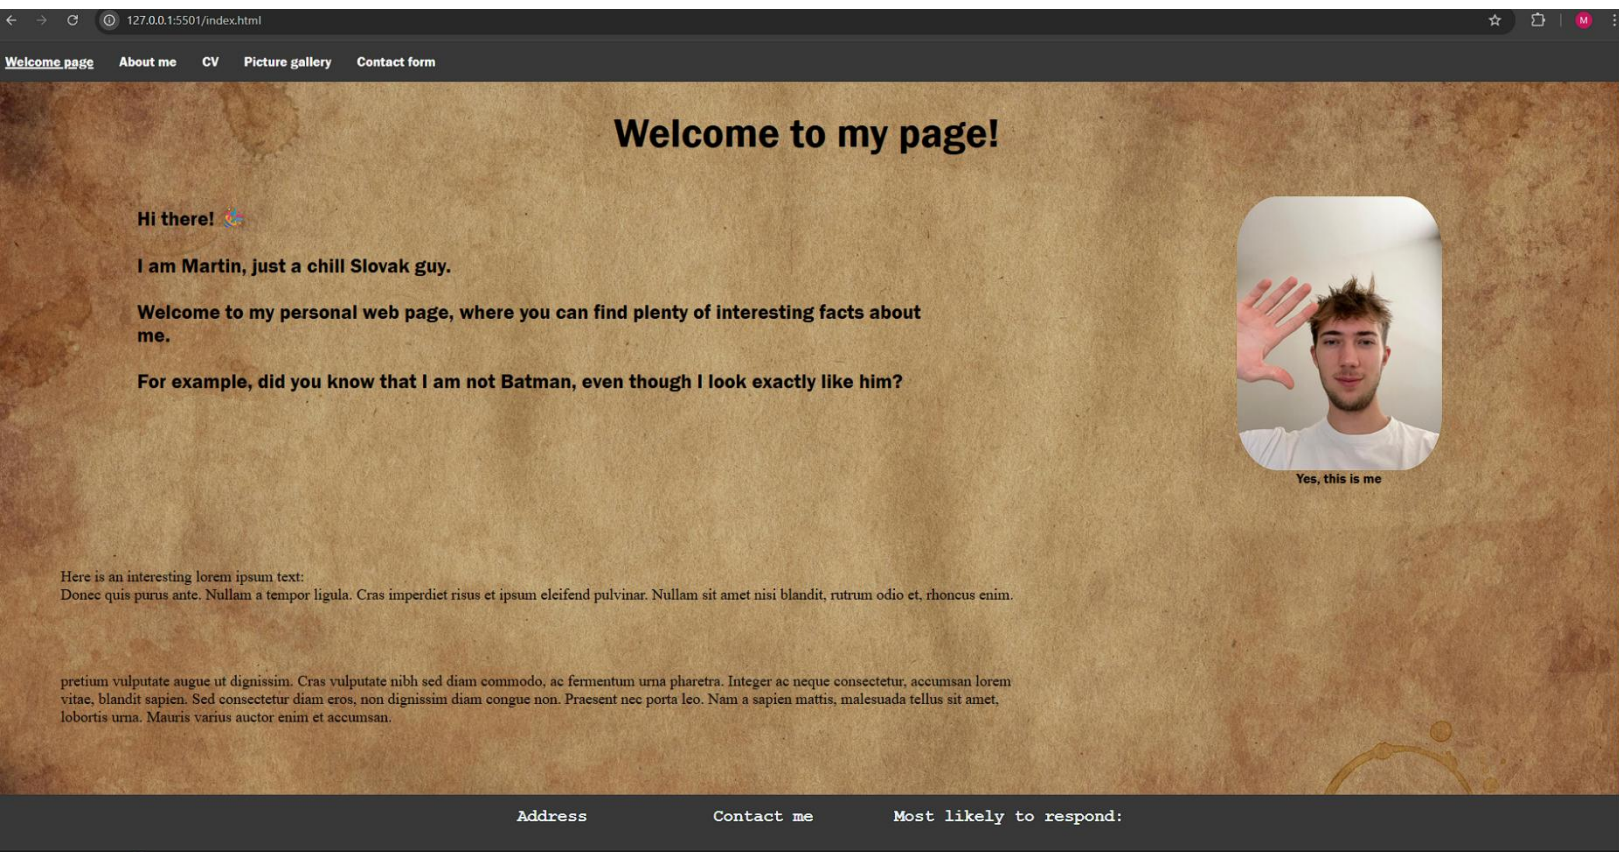 127.0.0.1:5501/index.html
M
Welcome page About me CV Picture gallery Contact form
Welcome to my page!
Hi there! 🎉
I am Martin, just a chill Slovak guy.
Welcome to my personal web page, where you can find plenty of interesting facts about
me.
For example, did you know that I am not Batman, even though I look exactly like him?
Yes, this is me
Here is an interesting lorem ipsum text:
Donec quis purus ante. Nullam a tempor ligula. Cras imperdiet risus et ipsum eleifend pulvinar. Nullam sit amet nisi blandit, rutrum odio et, rhoncus enim.
pretium vulputate augue ut dignissim. Cras vulputate nibh sed diam commodo, ac fermentum urna pharetra. Integer ac neque consectetur, accumsan lorem
vitae, blandit sapien. Sed consectetur diam eros, non dignissim diam congue non. Praesent nec porta leo. Nam a sapien mattis, malesuada tellus sit amet,
lobortis urna. Mauris varius auctor enim et accumsan.
Address Contact me Most likely to respond: